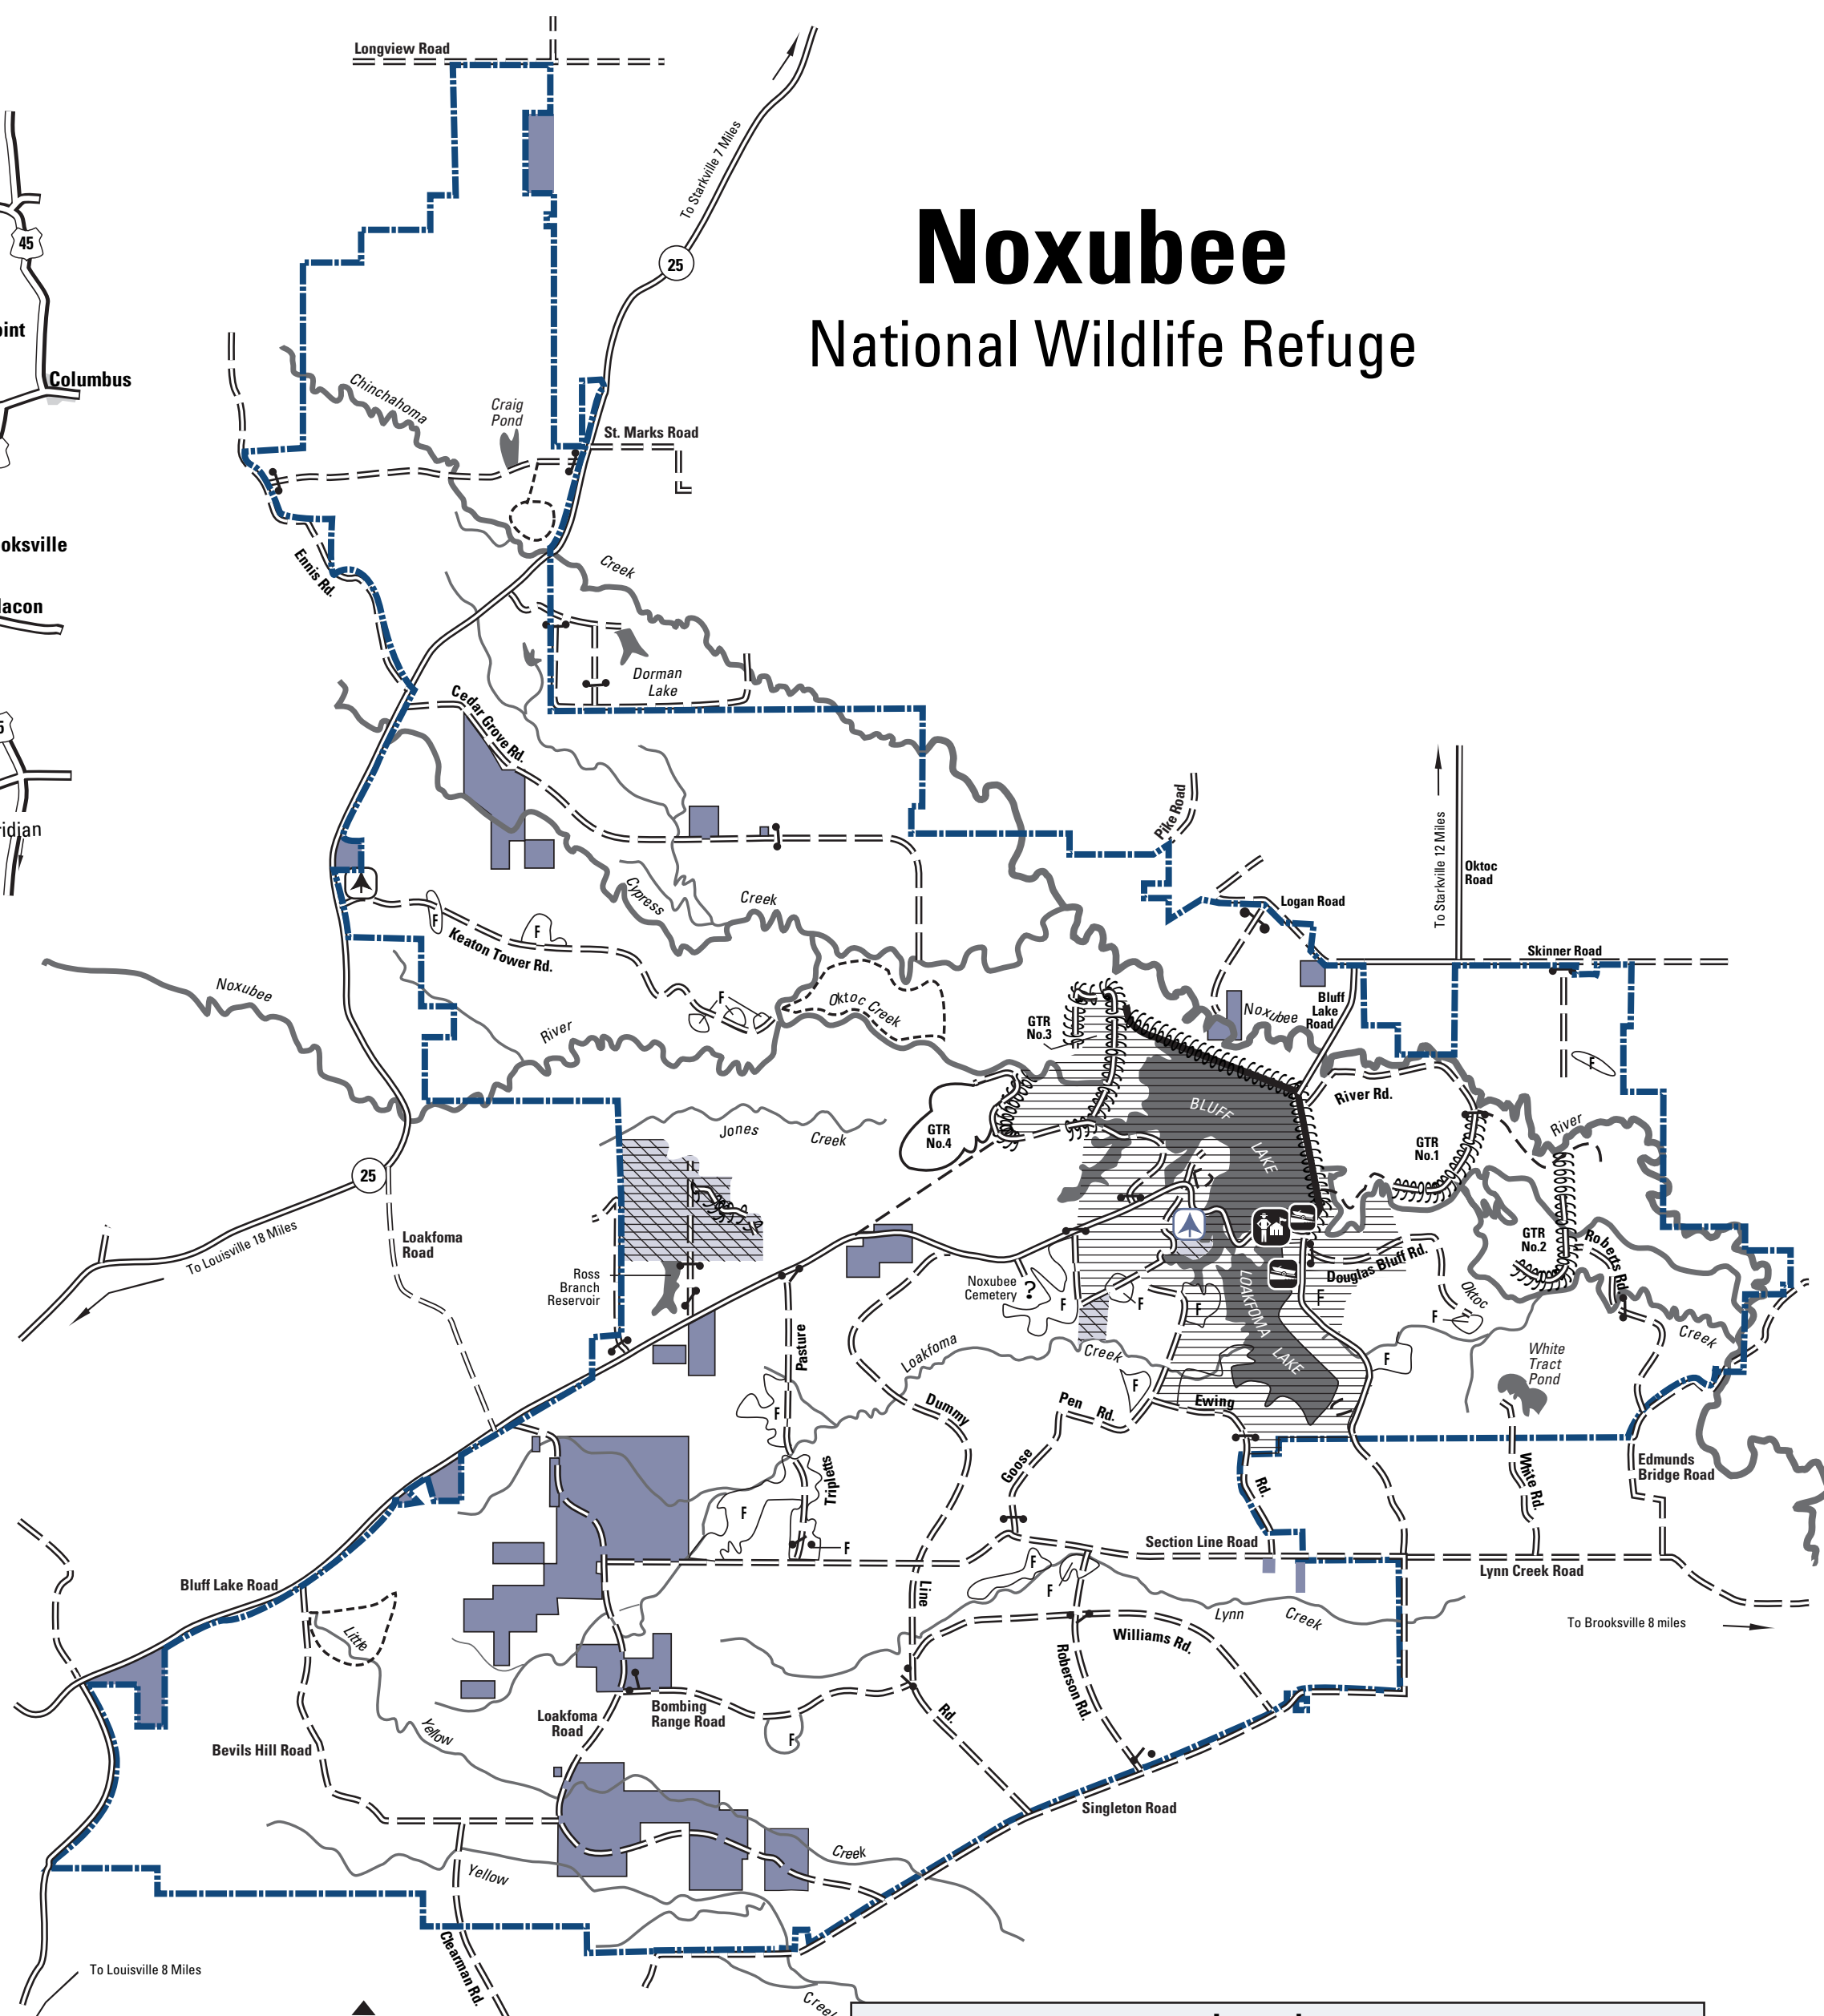 Noxubee
National Wildlife Refuge
Longview Road
To Starkville 7 Miles
25
45
oint
Columbus
oksville
acon
ridian
Chinchahoma
Craig
Pond
St. Marks Road
Creek
Ennis Rd.
Dorman
Lake
Cedar Grove Rd.
Pike Road
To Starkville 12 Miles
Oktoc
Road
Cypress
Creek
Logan Road
Skinner Road
F
F
Keaton Tower Rd.
Noxubee
River
F
Oktoc Creek
GTR
No.3
Noxubee
Bluff
Lake
Road
F
River Rd.
BLUFF
LAKE
River
Jones
Creek
GTR
No.4
GTR
No.1
25
To Louisville 18 Miles
Loakfoma
Road
Ross
Branch
Reservoir
Noxubee
Cemetery
?
GTR
No.2
Roberts Rd.
Douglas Bluff Rd.
F
F
F
F
F
Oktoc
Creek
LOAKFOMA
LAKE
Pasture
Loakfoma
Creek
F
F
White
Tract
Pond
Ewing
Rd.
Pen Rd.
Goose
Dummy
Line
Rd.
F
Tripletts
F
F
White Rd.
Edmunds
Bridge Road
Section Line Road
Lynn Creek Road
F
F
Bluff Lake Road
Little
Lynn
Creek
To Brooksville 8 miles
Williams Rd.
Roberson Rd.
Loakfoma
Road
Bombing
Range Road
F
Yellow
Bevils Hill Road
Singleton Road
Creek
Yellow
Clearman Rd.
To Louisville 8 Miles
Creek